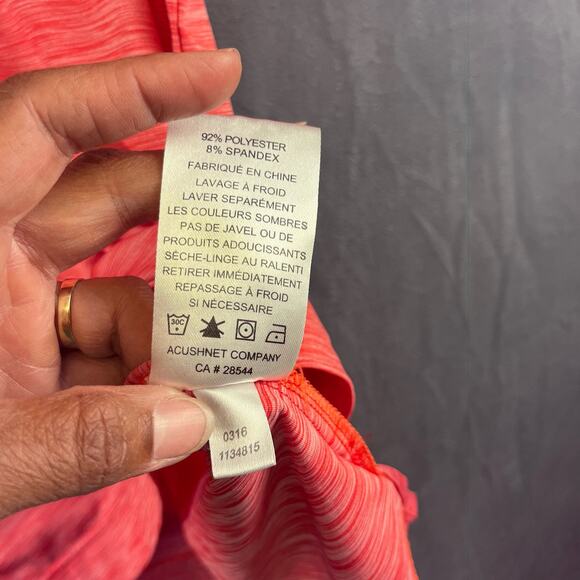 92% POLYESTER
8% SPANDEX
FABRIQUÉ EN CHINE
LAVAGE À FROID
LAVER SEPARÉMENT
LES COULEURS SOMBRES
PAS DE JAVEL OU DE
PRODUITS ADOUCISSANTS
SÈCHE-LINGE AU RALENTI
RETIRER IMMÉDIATEMENT
REPASSAGE À FROID
SI NÉCESSAIRE
30C
ACUSHNET COMPANY
CA # 28544
0316
1134815